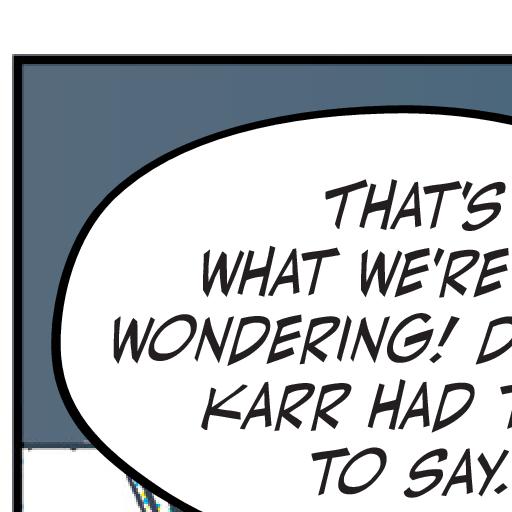 THAT'S
WHAT WE'RE
WONDERING!
KARR HAD
TO SAY.